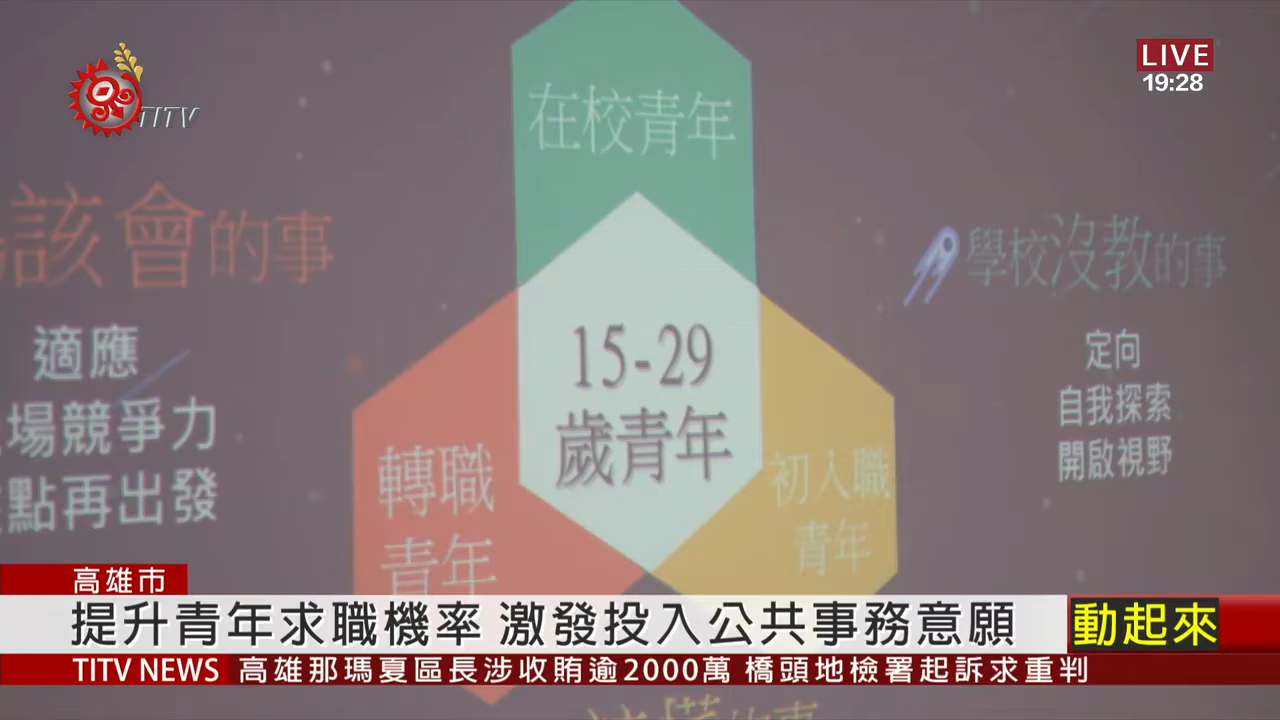 TITV
LIVE
19:28
在校青年
該會的事
適應
場競爭力
點再出發
15-29
歲青年
轉職
青年
初入職
青年
學校沒教的事
定向
自我探索
開啟視野
高雄市
提升青年求職機率 激發投入公共事務意願
動起來
TITV NEWS 高雄那瑪夏區長涉收賄逾2000萬 橋頭地檢署起訴求重判